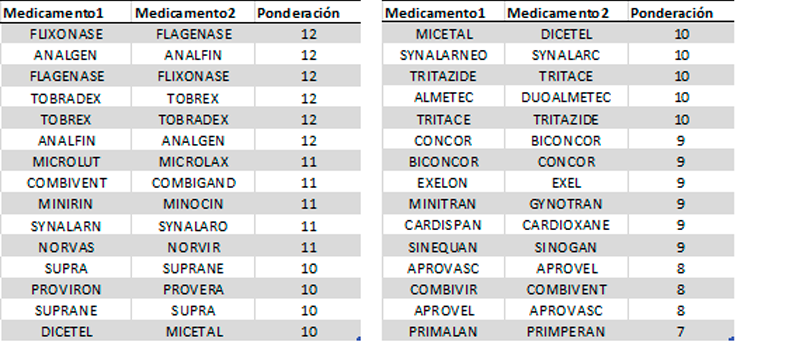 Medicamento1 Medicamento2 Ponderación
FLIXONASE FLAGENASE 12
ANALGEN ANALFIN 12
FLAGENASE FLIXONASE 12
TOBRADEX TOBREX 12
TOBREX TOBRADEX 12
ANALFIN ANALGEN 12
MICROLUT MICROLAX 11
COMBIVENT COMBIGAND 11
MINIRIN MINOCIN 11
SYNALARN SYNALARO 11
NORVAS NORVIR 11
SUPRA SUPRANE 10
PROVIRON PROVERA 10
SUPRANE SUPRA 10
DICETEL MICETAL 10
Medicamento1 Medicamento2 Ponderación
MICETAL DICETEL 10
SYNALARNEO SYNALARC 10
TRITAZIDE TRITACE 10
ALMETEC DUOALMETEC 10
TRITACE TRITAZIDE 10
CONCOR BICONCOR 9
BICONCOR CONCOR 9
EXELON EXEL 9
MINITRAN GYNOTRAN 9
CARDISPAN CARDIOXANE 9
SINEQUAN SINOGAN 9
APROVASC APROVEL 8
COMBIVIR COMBIVENT 8
APROVEL APROVASC 8
PRIMALAN PRIMPERAN 7